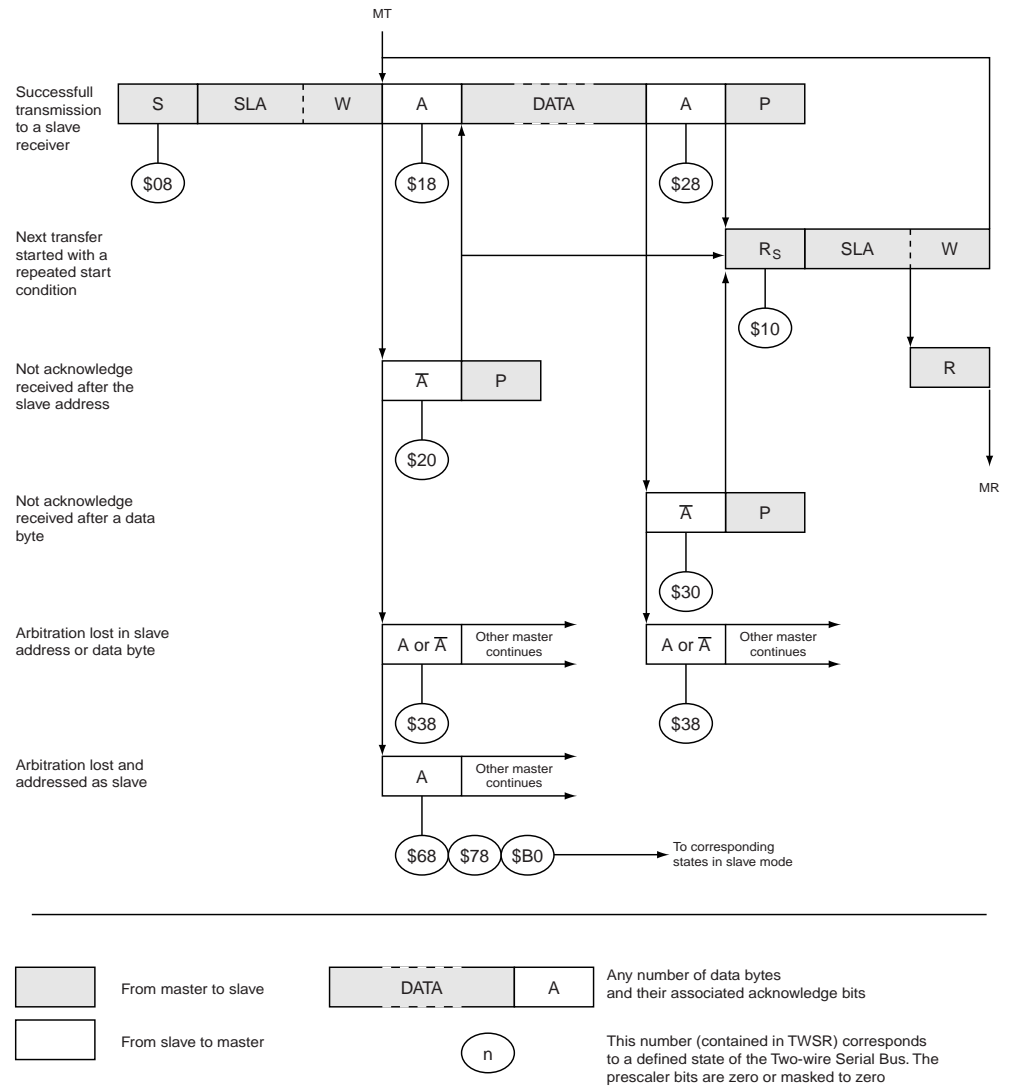 MT
Successfull
transmission
to a slave
receiver
S SLA W A DATA A P
$08 $18 $28
Next transfer
started with a
repeated start
condition
RS SLA W
$10
Not acknowledge
received after the
slave address
A̅ P
R
$20
MR
Not acknowledge
received after a data
byte
A̅ P
$30
Arbitration lost in slave
address or data byte
A or A̅
Other master
continues
A or A̅
Other master
continues
$38 $38
Arbitration lost and
addressed as slave
A
Other master
continues
$68 $78 $B0
To corresponding
states in slave mode
From master to slave
DATA A
Any number of data bytes
and their associated acknowledge bits
From slave to master
n
This number (contained in TWSR) corresponds
to a defined state of the Two-wire Serial Bus. The
prescaler bits are zero or masked to zero